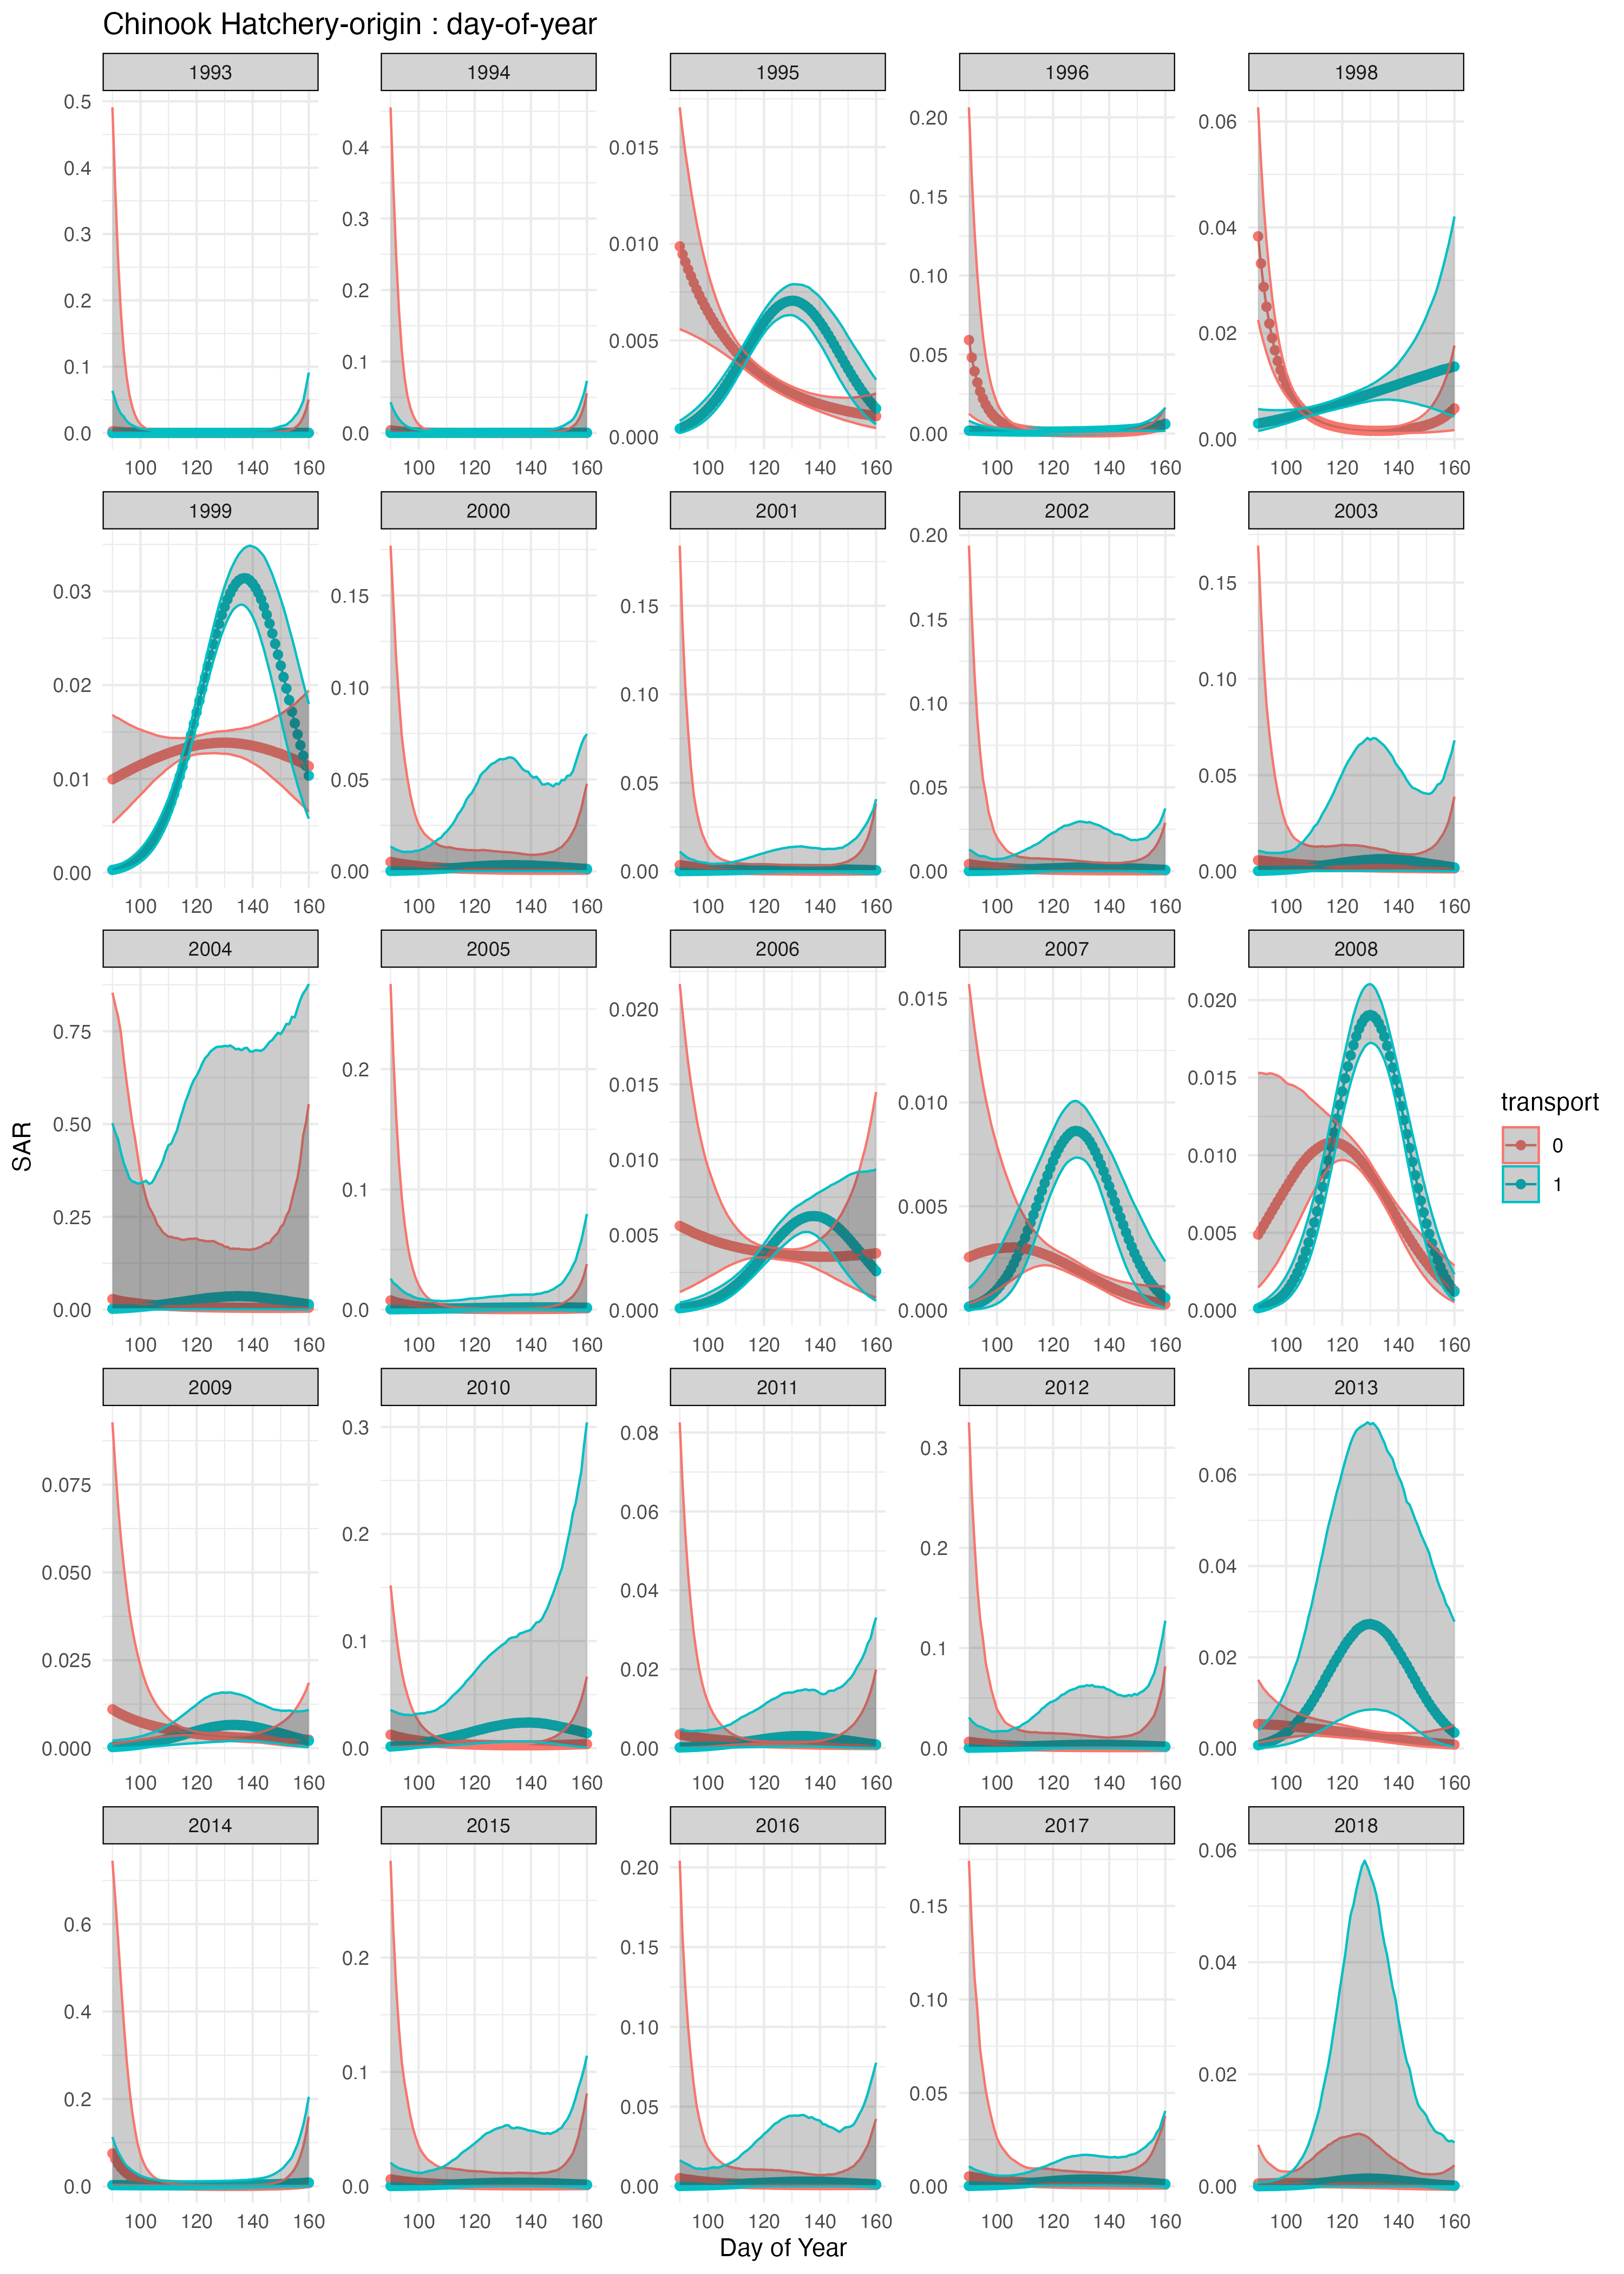 Chinook Hatchery-origin : day-of-year
1993 1994 1995 1996 1998
0.5 0.4 0.3 0.2 0.1 0.0
0.4 0.3 0.2 0.1 0.0
0.015 0.010 0.005 0.000
0.20 0.15 0.10 0.05 0.00
0.06 0.04 0.02 0.00
100 120 140 160 100 120 140 160 100 120 140 160 100 120 140 160 100 120 140 160
1999 2000 2001 2002 2003
0.03 0.02 0.01 0.00
0.15 0.10 0.05 0.00
0.15 0.10 0.05 0.00
0.20 0.15 0.10 0.05 0.00
0.15 0.10 0.05 0.00
100 120 140 160 100 120 140 160 100 120 140 160 100 120 140 160 100 120 140 160
2004 2005 2006 2007 2008
0.75 0.50 0.25 0.00
0.2 0.1 0.0
0.020 0.015 0.010 0.005 0.000
0.015 0.010 0.005 0.000
0.020 0.015 0.010 0.005 0.000
100 120 140 160 100 120 140 160 100 120 140 160 100 120 140 160 100 120 140 160
SAR
transport
0
1
2009 2010 2011 2012 2013
0.075 0.050 0.025 0.000
0.3 0.2 0.1 0.0
0.08 0.06 0.04 0.02 0.00
0.3 0.2 0.1 0.0
0.06 0.04 0.02 0.00
100 120 140 160 100 120 140 160 100 120 140 160 100 120 140 160 100 120 140 160
2014 2015 2016 2017 2018
0.6 0.4 0.2 0.0
0.2 0.1 0.0
0.20 0.15 0.10 0.05 0.00
0.15 0.10 0.05 0.00
0.06 0.04 0.02 0.00
100 120 140 160 100 120 140 160 100 120 140 160 100 120 140 160 100 120 140 160
Day of Year